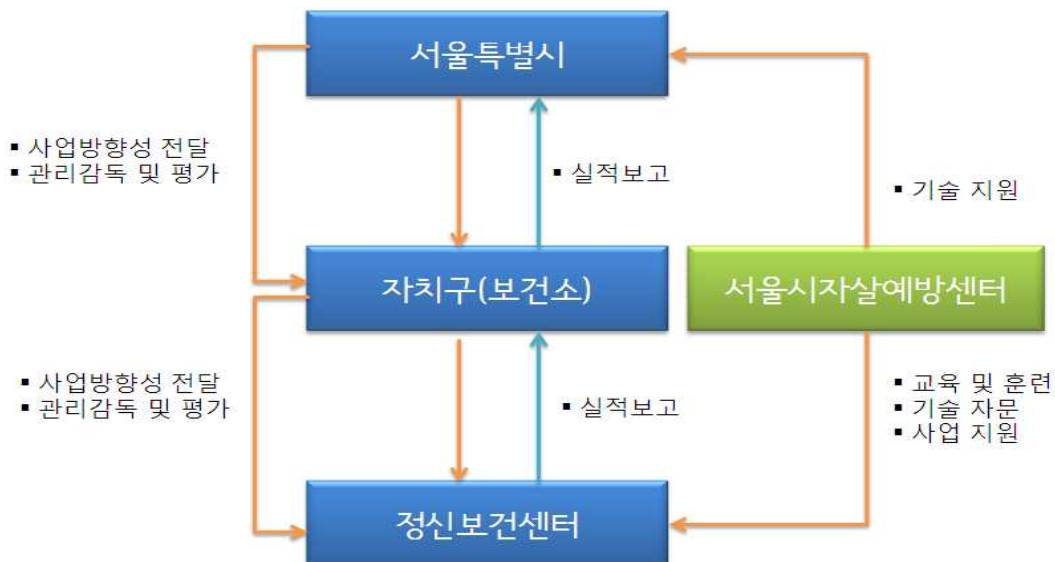 서울특별시
▪ 사업방향성 전달
▪ 관리감독 및 평가
▪ 실적보고
▪ 기술 지원
자치구(보건소)
서울시자살예방센터
▪ 사업방향성 전달
▪ 관리감독 및 평가
▪ 실적보고
▪ 교육 및 훈련
▪ 기술 자문
▪ 사업 지원
정신보건센터